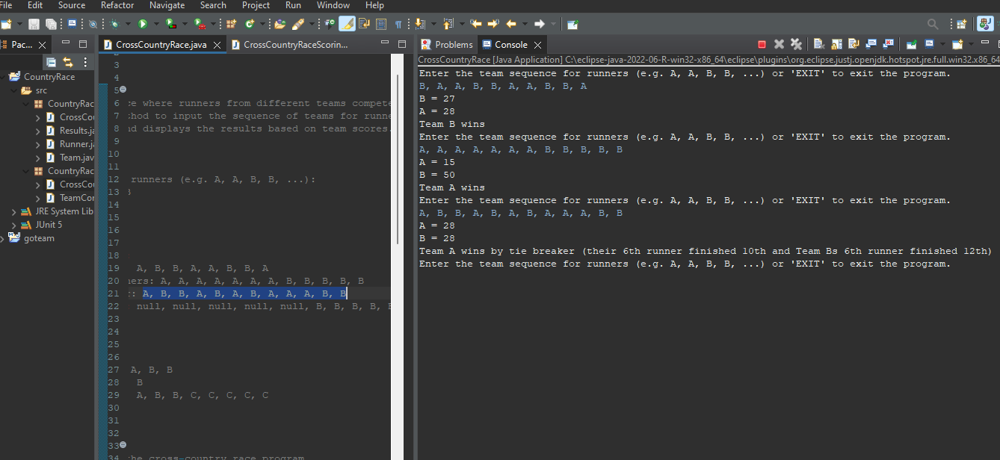 File Edit Source Refactor Navigate Search Project Run Window Help
Pac...
CountryRace
src
CountryRac
CrossCou
Results.ja
Runner.ja
Team.jav
CountryRac
CrossCou
TeamCor
JRE System Lib
JUnit 5
goteam
CrossCountryRace.java
CrossCountryRaceScorin...
2
3
4
5
6 ce where runners from different teams compete
7 thod to input the sequence of teams for runne
8 nd displays the results based on team scores.
9
10
11
12 runners (e.g. A, A, B, B, ...):
13 B
14
15
16
17
18
19 A, B, B, A, A, B, B, A
20 ners: A, A, A, A, A, A, A, B, B, B, B, B
21 : A, B, B, A, B, A, B, A, A, A, B, B
22 null, null, null, null, null, B, B, B, B, B
23
24
25
26
27 A, B, B
28 B
29 A, B, B, C, C, C, C, C
30
31
32
33
34 the cross-country race program
Problems
Console
CrossCountryRace [Java Application] C:\eclipse-java-2022-06-R-win32-x86_64\eclipse\plugins\org.eclipse.justj.openjdk.hotspot.jre.full.win32.x86_64
Enter the team sequence for runners (e.g. A, A, B, B, ...) or 'EXIT' to exit the program.
B, A, A, B, B, A, A, B, B, A
B = 27
A = 28
Team B wins
Enter the team sequence for runners (e.g. A, A, B, B, ...) or 'EXIT' to exit the program.
A, A, A, A, A, A, A, B, B, B, B, B
A = 15
B = 50
Team A wins
Enter the team sequence for runners (e.g. A, A, B, B, ...) or 'EXIT' to exit the program.
A, B, B, A, B, A, B, A, A, A, B, B
A = 28
B = 28
Team A wins by tie breaker (their 6th runner finished 10th and Team Bs 6th runner finished 12th)
Enter the team sequence for runners (e.g. A, A, B, B, ...) or 'EXIT' to exit the program.